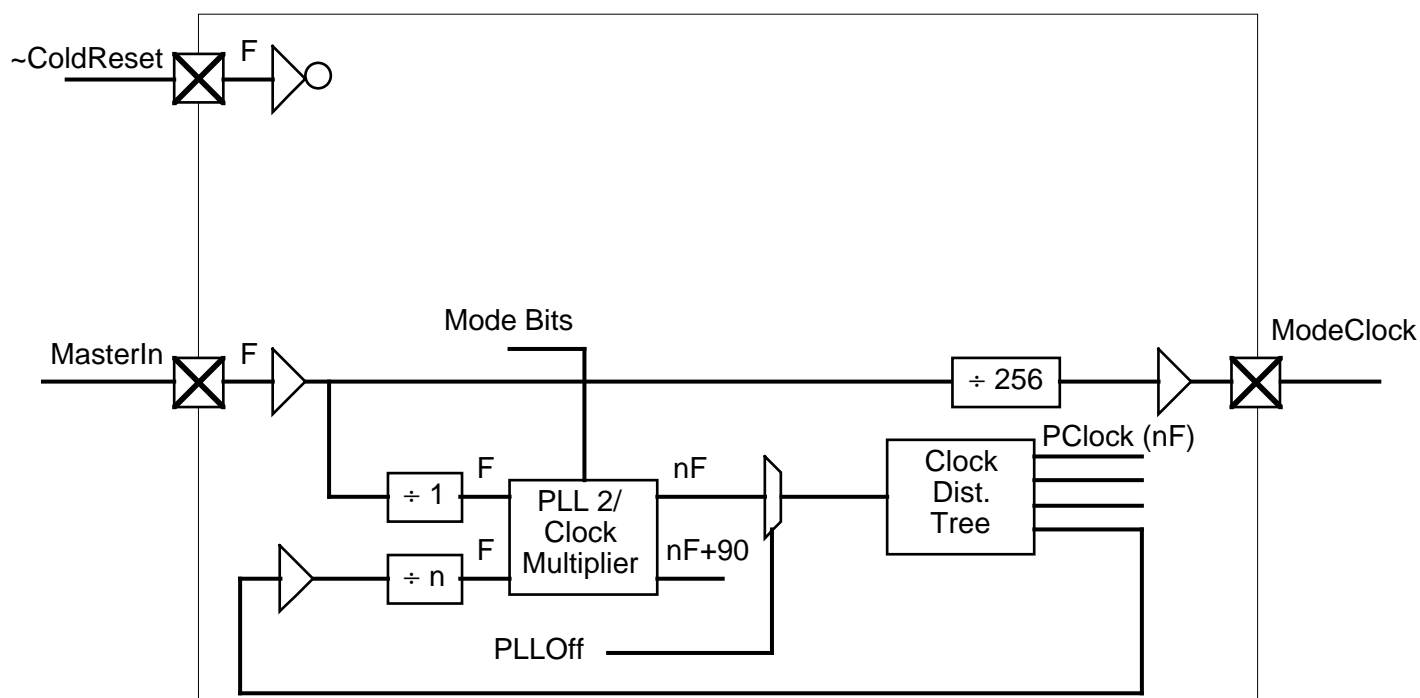 ~ColdReset
F
Mode Bits
MasterIn
F
÷ 256
ModeClock
PClock (nF)
F
÷ 1
nF
PLL 2/
Clock
Multiplier
Clock
Dist.
Tree
F
÷ n
nF+90
PLLOff